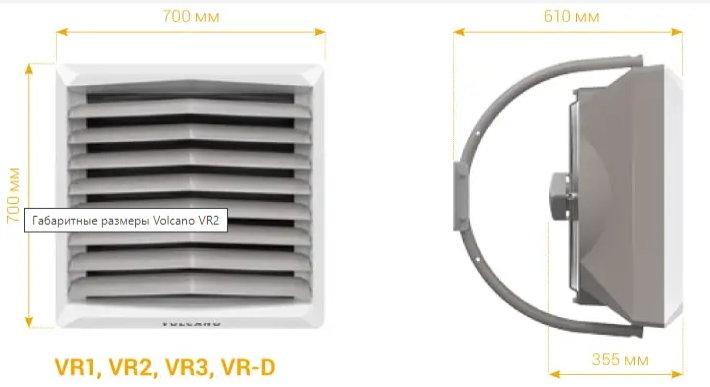 700 мм
610 мм
700 мм
Габаритные размеры Volcano VR2
VOLCANO
VR1, VR2, VR3, VR-D
355 мм